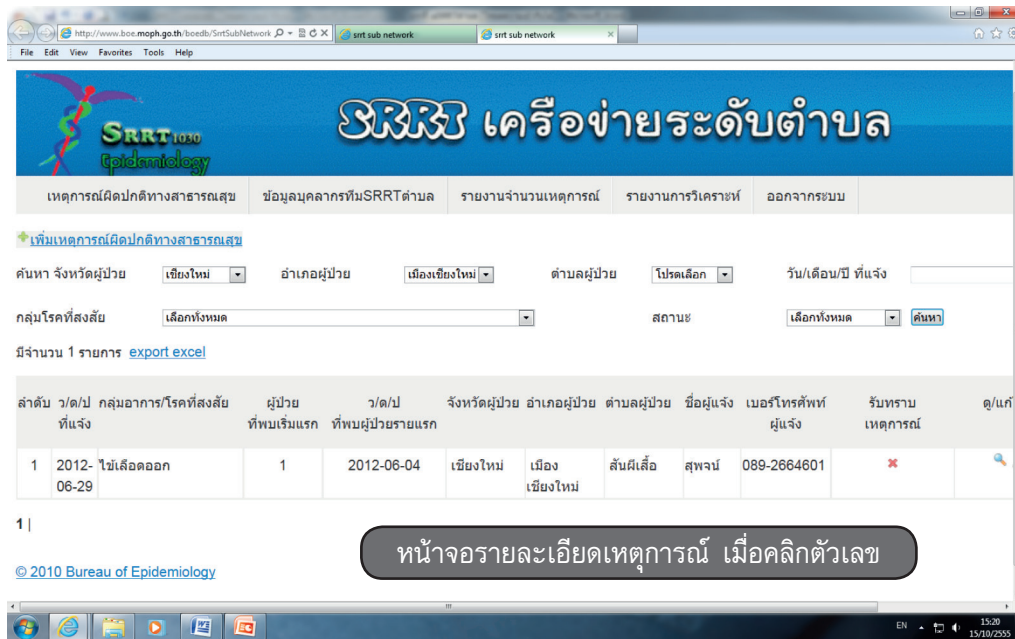 http://www.boe.moph.go.th/boedb/SrrtSubNetwork
srrt sub network
srrt sub network
File Edit View Favorites Tools Help
SRRT 1030
Epidemiology
SRRT เครือข่ายระดับตำบล
เหตุการณ์ผิดปกติทางสาธารณสุข ข้อมูลบุคลากรทีมSRRTตำบล รายงานจำนวนเหตุการณ์ รายงานการวิเคราะห์ ออกจากระบบ
เพิ่มเหตุการณ์ผิดปกติทางสาธารณสุข
ค้นหา จังหวัดผู้ป่วย เชียงใหม่ อำเภอผู้ป่วย เมืองเชียงใหม่ ตำบลผู้ป่วย โปรดเลือก วัน/เดือน/ปี ที่แจ้ง
กลุ่มโรคที่สงสัย เลือกทั้งหมด สถานะ เลือกทั้งหมด ค้นหา
มีจำนวน 1 รายการ export excel
ลำดับ ว/ด/ป กลุ่มอาการ/โรคที่สงสัย ผู้ป่วย ว/ด/ป จังหวัดผู้ป่วย อำเภอผู้ป่วย ตำบลผู้ป่วย ชื่อผู้แจ้ง เบอร์โทรศัพท์ รับทราบ ดู/แก้
ที่แจ้ง ที่พบเริ่มแรก ที่พบผู้ป่วยรายแรก ผู้แจ้ง เหตุการณ์
1 2012- ไข้เลือดออก 1 2012-06-04 เชียงใหม่ เมือง สันผีเสื้อ สุพจน์ 089-2664601
06-29 เชียงใหม่
1 |
หน้าจอรายละเอียดเหตุการณ์ เมื่อคลิกตัวเลข
© 2010 Bureau of Epidemiology
EN 15:20
15/10/2555